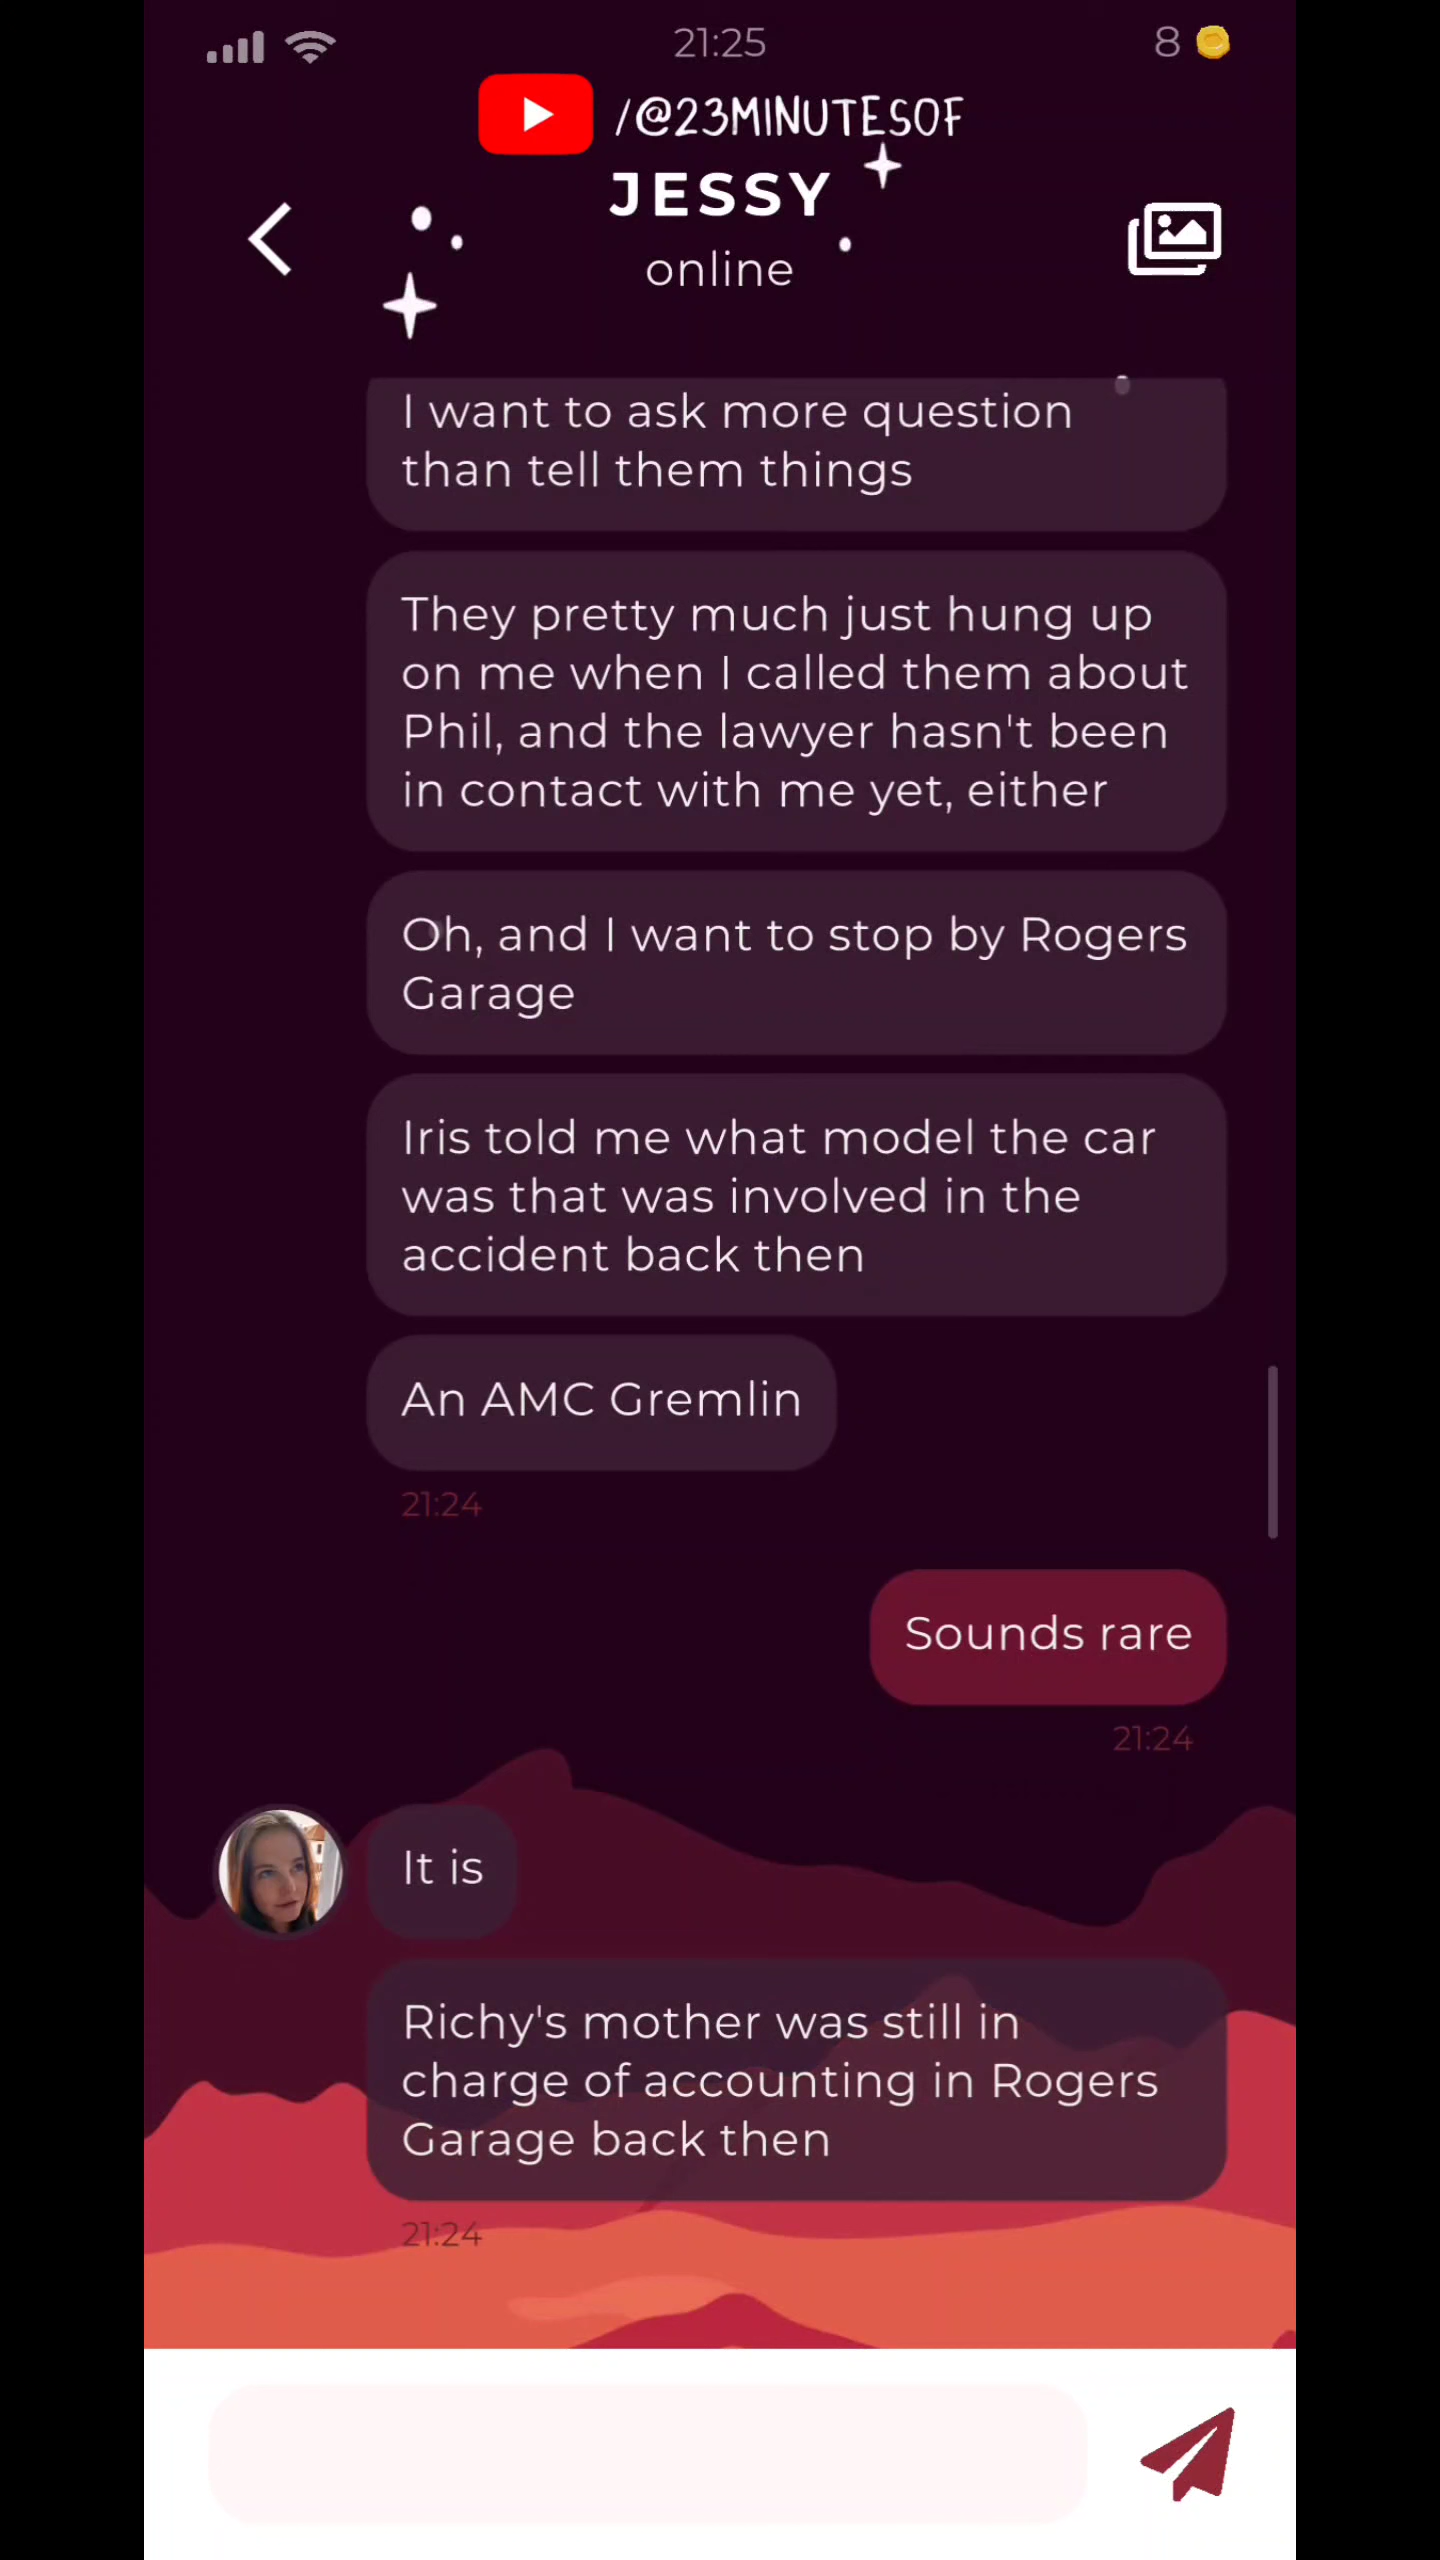 21:25
8
/@23MINUTESOF
JESSY
online
I want to ask more question
than tell them things
They pretty much just hung up
on me when I called them about
Phil, and the lawyer hasn't been
in contact with me yet, either
Oh, and I want to stop by Rogers
Garage
Iris told me what model the car
was that was involved in the
accident back then
An AMC Gremlin
21:24
Sounds rare
21:24
It is
Richy's mother was still in
charge of accounting in Rogers
Garage back then
21:24